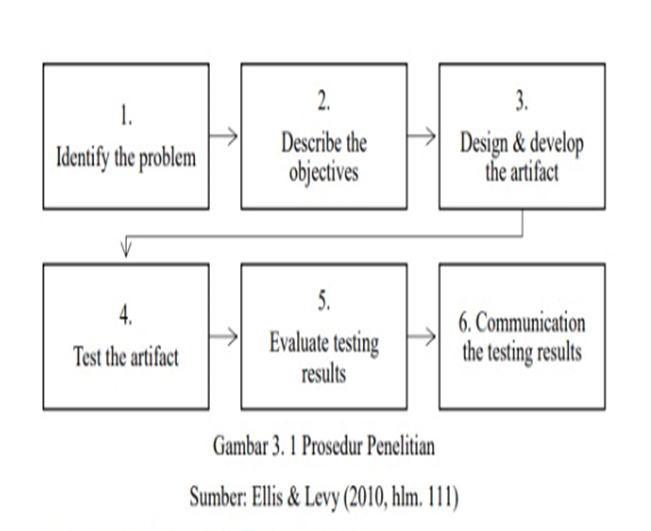 1.
Identify the problem
2.
Describe the
objectives
3.
Design & develop
the artifact
4.
Test the artifact
5.
Evaluate testing
results
6. Communication
the testing results
Gambar 3. 1 Prosedur Penelitian
Sumber: Ellis & Levy (2010, hlm. 111)